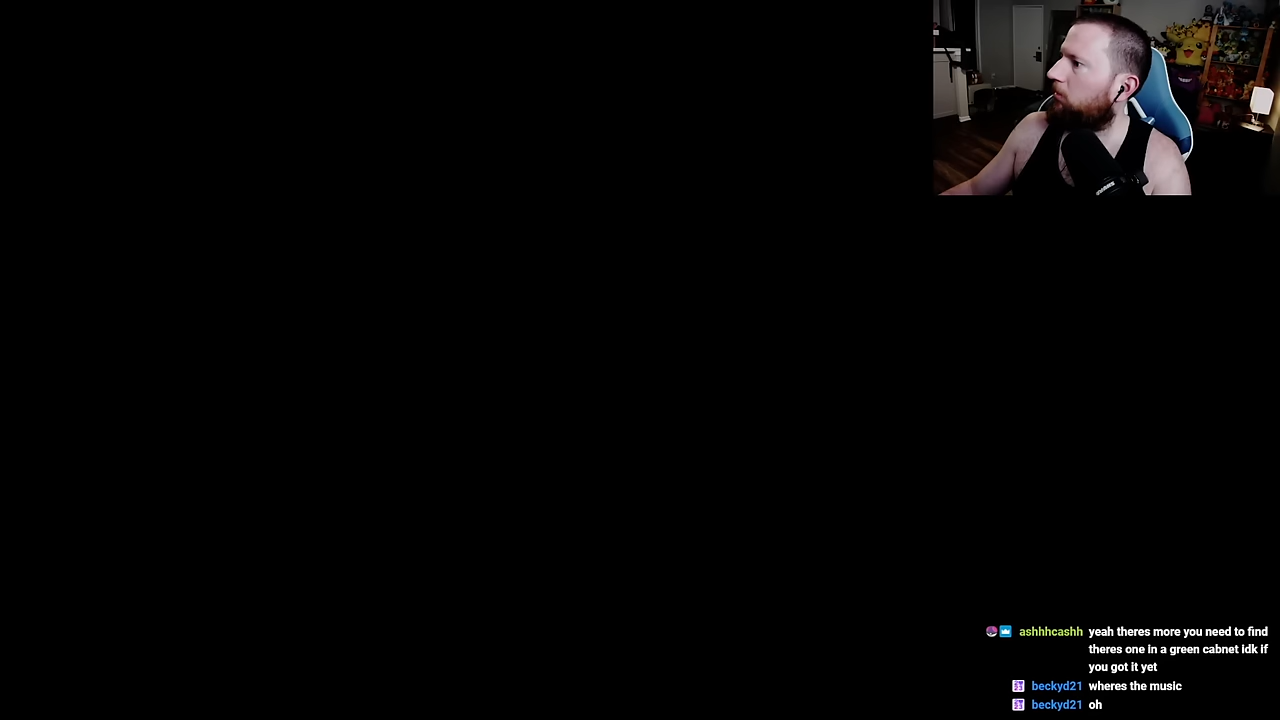 ashhhcashh yeah theres more you need to find
theres one in a green cabnet idk if
you got it yet
beckyd21 wheres the music
beckyd21 oh